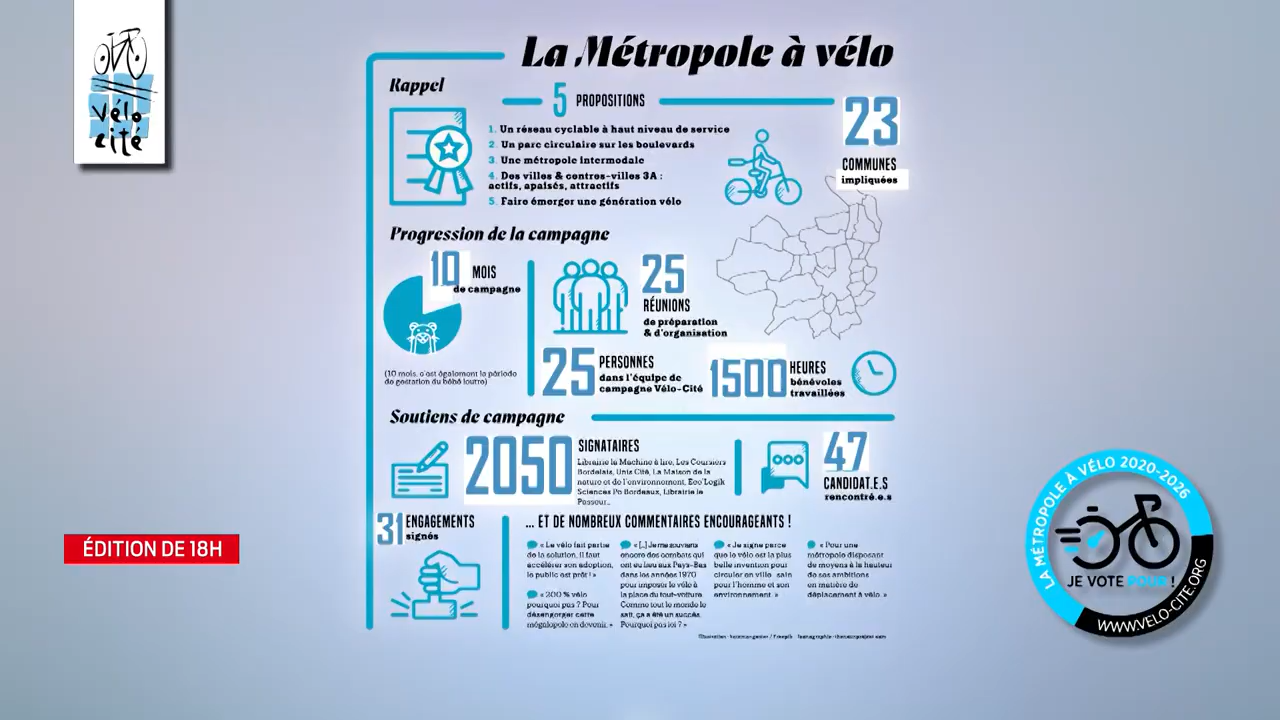 vélo
cité
La Métropole à vélo
Rappel
5 PROPOSITIONS
1. Un réseau cyclable à haut niveau de service
2. Un parc circulaire sur les boulevards
3. Une métropole intermodale
4. Des villes & centres-villes 3A :
actifs, apaisés, attractifs
5. Faire émerger une génération vélo
23
COMMUNES
impliquées
Progression de la campagne
10 MOIS
de campagne
(10 mois, c'est également la période
de gestation du bébé loutre)
25
RÉUNIONS
de préparation
& d'organisation
25 PERSONNES
dans l'équipe de
campagne Vélo-Cité
1500 HEURES
bénévoles
travaillées
Soutiens de campagne
2050 SIGNATAIRES
Librairie la Machine à lire, Les Coursiers
Bordelais, Unis Cité, La Maison de la
nature et de l'environnement, Eco'Logik
Sciences Po Bordeaux, Librairie le
Passeur...
47
CANDIDAT.E.S
rencontré.e.s
31 ENGAGEMENTS
signés
... ET DE NOMBREUX COMMENTAIRES ENCOURAGEANTS !
« Le vélo fait partie
de la solution, il faut
accélérer son adoption,
le public est prêt ! »
« 200 % vélo
pourquoi pas ? Pour
désengorger cette
mégalopole en devenir. »
« [...] Je me souviens
encore des combats qui
ont eu lieu aux Pays-Bas
dans les années 1970
pour imposer le vélo à
la place du tout-voiture.
Comme tout le monde le
sait, ça a été un succès.
Pourquoi pas ici ? »
« Je signe parce
que le vélo est la plus
belle invention pour
circuler en ville : sain
pour l'homme et son
environnement. »
« Pour une
métropole disposant
de moyens à la hauteur
de ses ambitions
en matière de
déplacement à vélo. »
ÉDITION DE 18H
LA MÉTROPOLE À VÉLO 2020-2026
JE VOTE POUR !
WWW.VELO-CITE.ORG